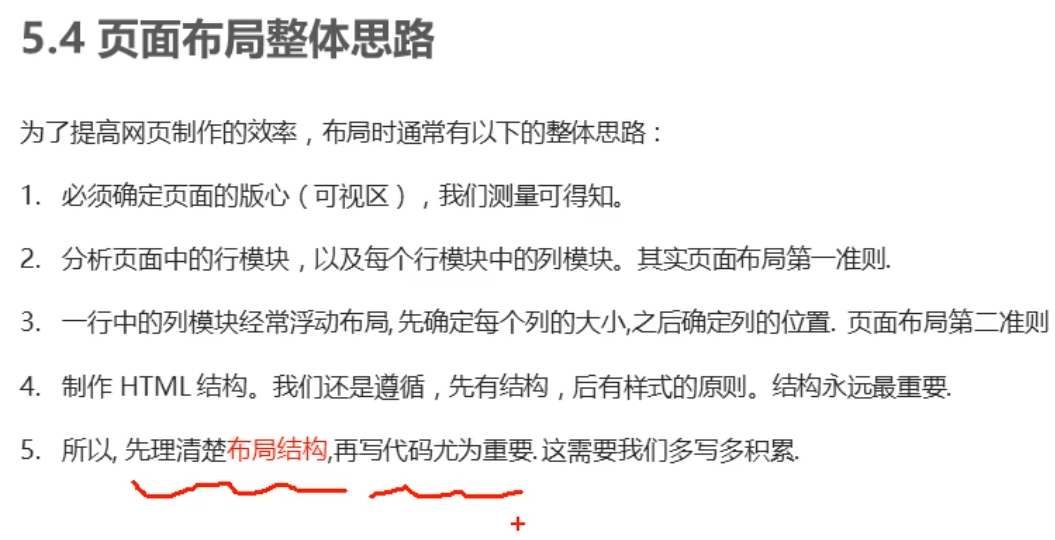 5.4 页面布局整体思路
为了提高网页制作的效率，布局时通常有以下的整体思路：
1. 必须确定页面的版心（可视区），我们测量可得知。
2. 分析页面中的行模块，以及每个行模块中的列模块。其实页面布局第一准则.
3. 一行中的列模块经常浮动布局, 先确定每个列的大小,之后确定列的位置. 页面布局第二准则
4. 制作 HTML 结构。我们还是遵循，先有结构，后有样式的原则。结构永远最重要.
5. 所以, 先理清楚布局结构,再写代码尤为重要. 这需要我们多写多积累.